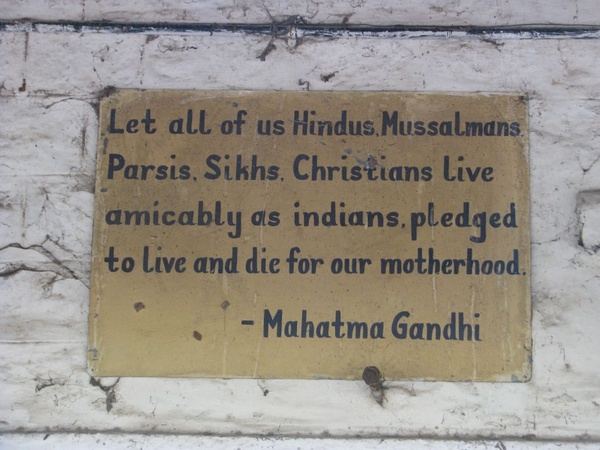 Let all of us Hindus, Mussalmans,
Parsis, Sikhs, Christians live
amicably as indians, pledged
to live and die for our motherhood.
- Mahatma Gandhi